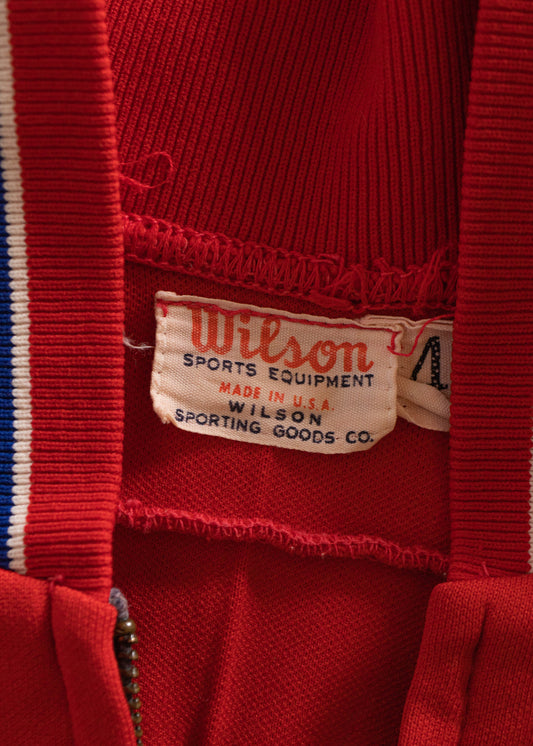 Wilson
SPORTS EQUIPMENT
MADE IN U.S.A.
WILSON
SPORTING GOODS CO.